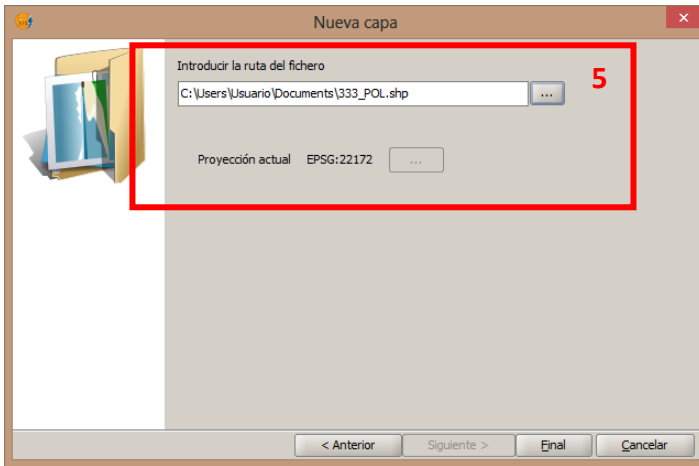 Nueva capa
Introducir la ruta del fichero
C:\Users\Usuario\Documents\333_POL.shp ...
5
Proyección actual EPSG:22172 ...
< Anterior Siguiente > Final Cancelar